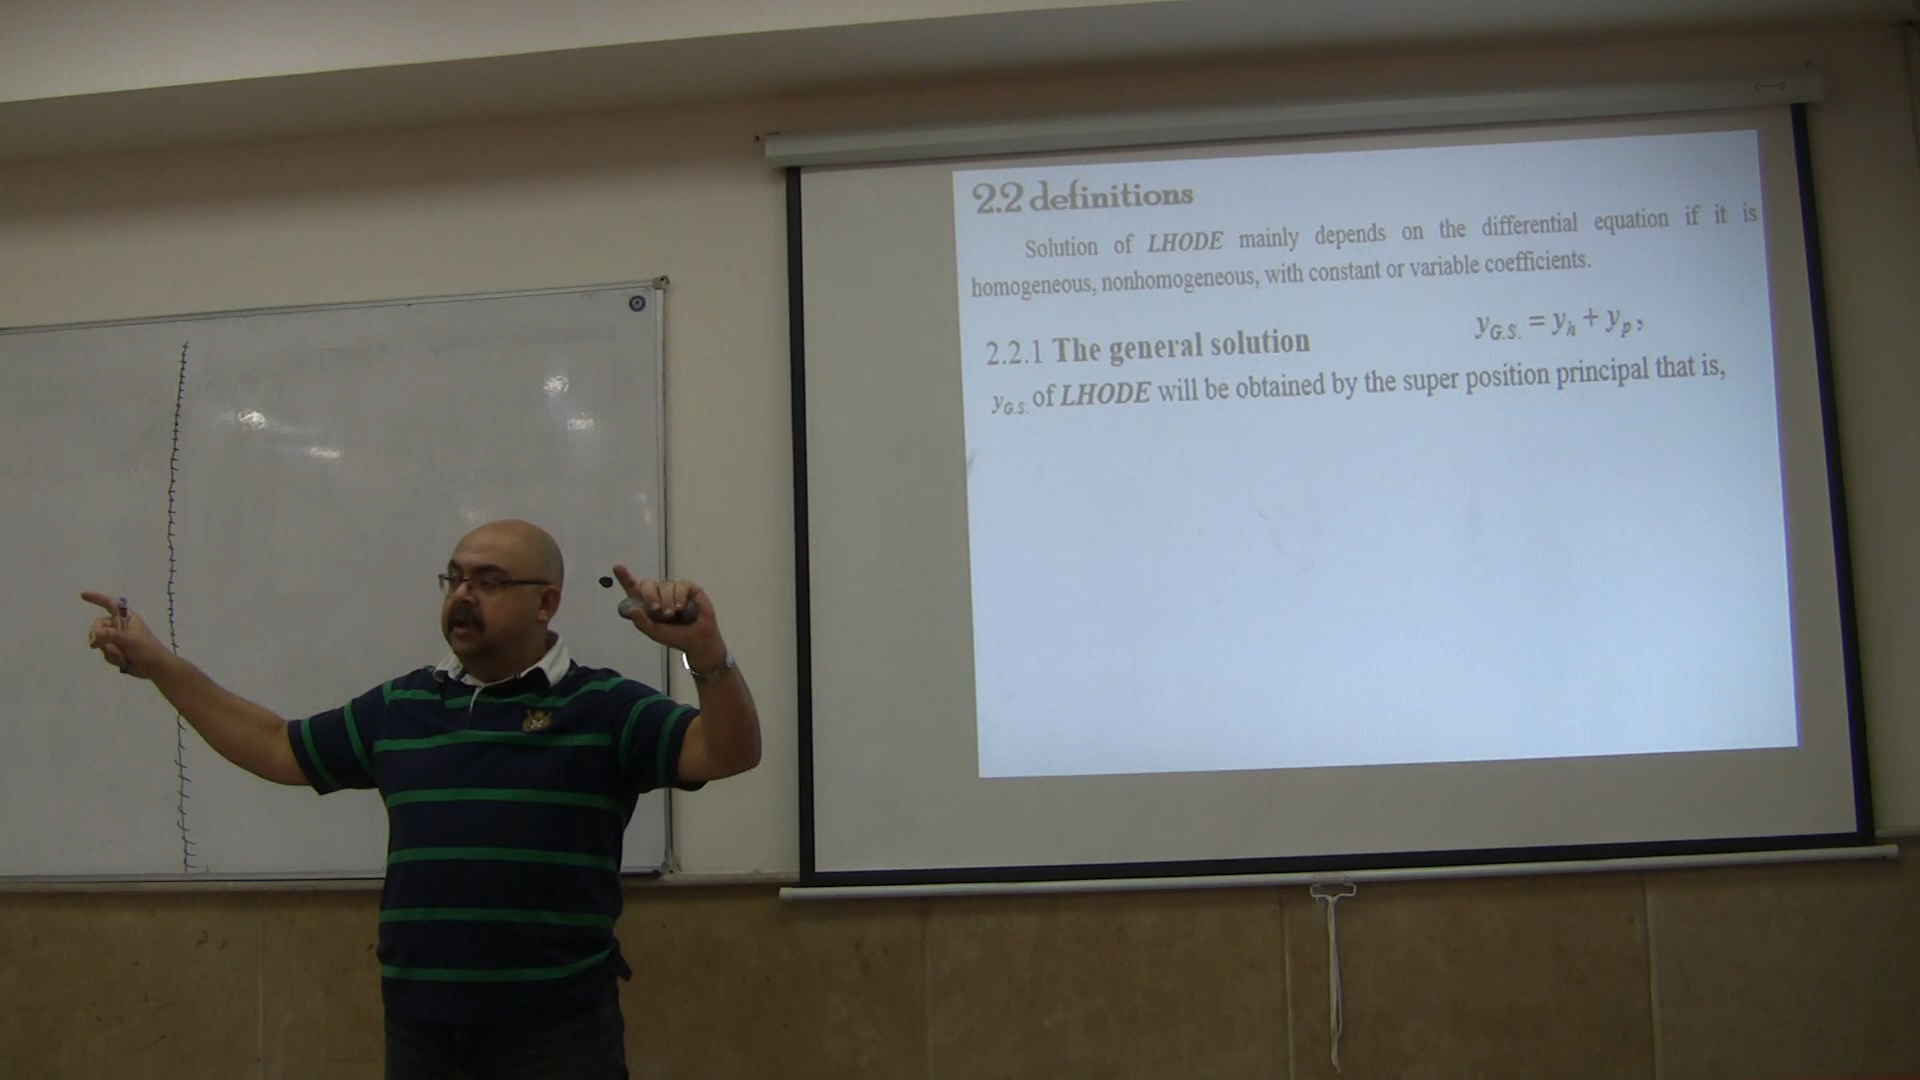 2.2 definitions
Solution of LHODE mainly depends on the differential equation if it is
homogeneous, nonhomogeneous, with constant or variable coefficients.
2.2.1 The general solution y_{G.S.} = y_h + y_p,
y_{G.S.} of LHODE will be obtained by the super position principal that is,